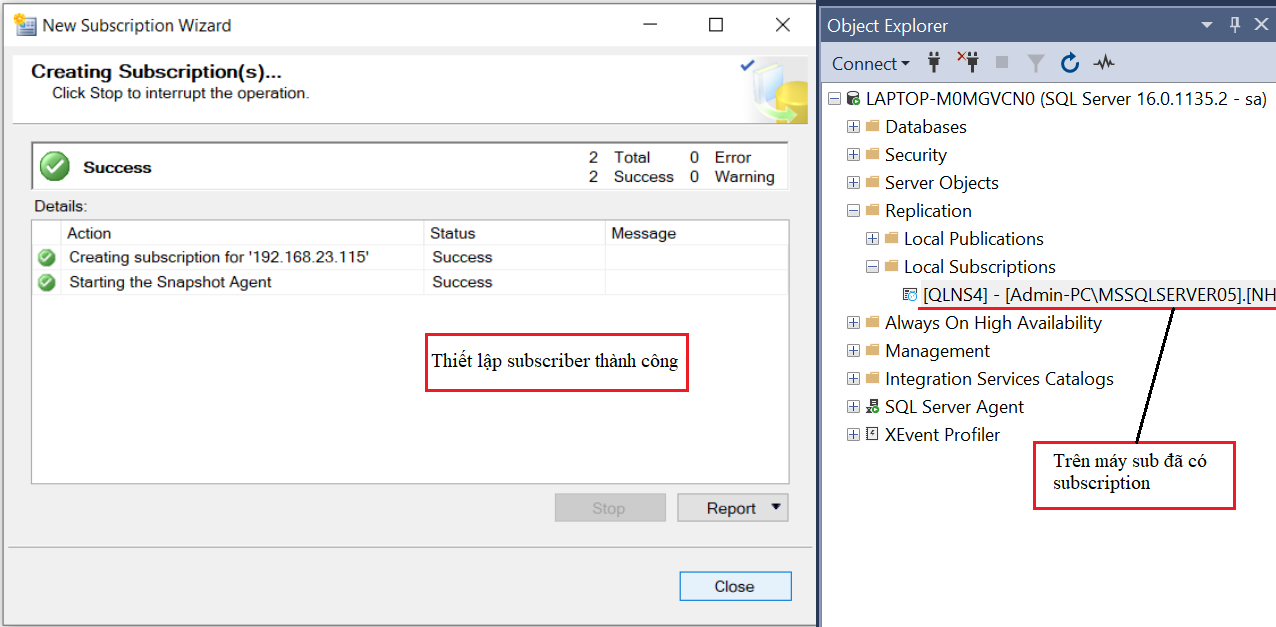 New Subscription Wizard
Creating Subscription(s)...
Click Stop to interrupt the operation.
Success
2 Total 0 Error
2 Success 0 Warning
Details:
Action Status Message
Creating subscription for '192.168.23.115' Success
Starting the Snapshot Agent Success
Thiết lập subscriber thành công
Stop Report
Close
Object Explorer
Connect
LAPTOP-M0MGVCN0 (SQL Server 16.0.1135.2 - sa)
Databases
Security
Server Objects
Replication
Local Publications
Local Subscriptions
[QLNS4] - [Admin-PC\MSSQLSERVER05].[NH
Always On High Availability
Management
Integration Services Catalogs
SQL Server Agent
XEvent Profiler
Trên máy sub đã có
subscription